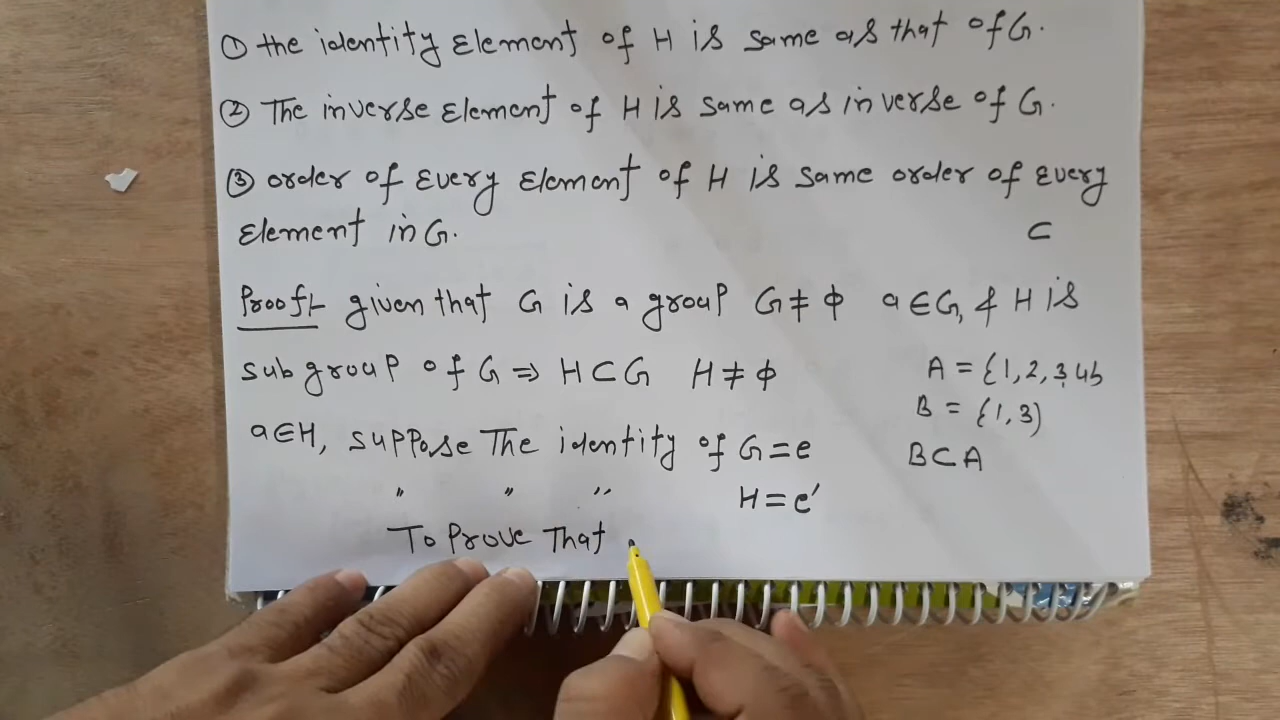 ① the identity Element of H is same as that of G.
② The inverse Element of H is same as inverse of G.
③ order of Every Element of H is same order of Every
Element in G.
⊂
Proof:- given that G is a group G ≠ ϕ a ∈ G, & H is
subgroup of G ⇒ H ⊂ G H ≠ ϕ
A = {1, 2, 3, 4}
B = {1, 3}
a ∈ H, suppose The identity of G = e
B ⊂ A
" " " H = e'
To Prove That